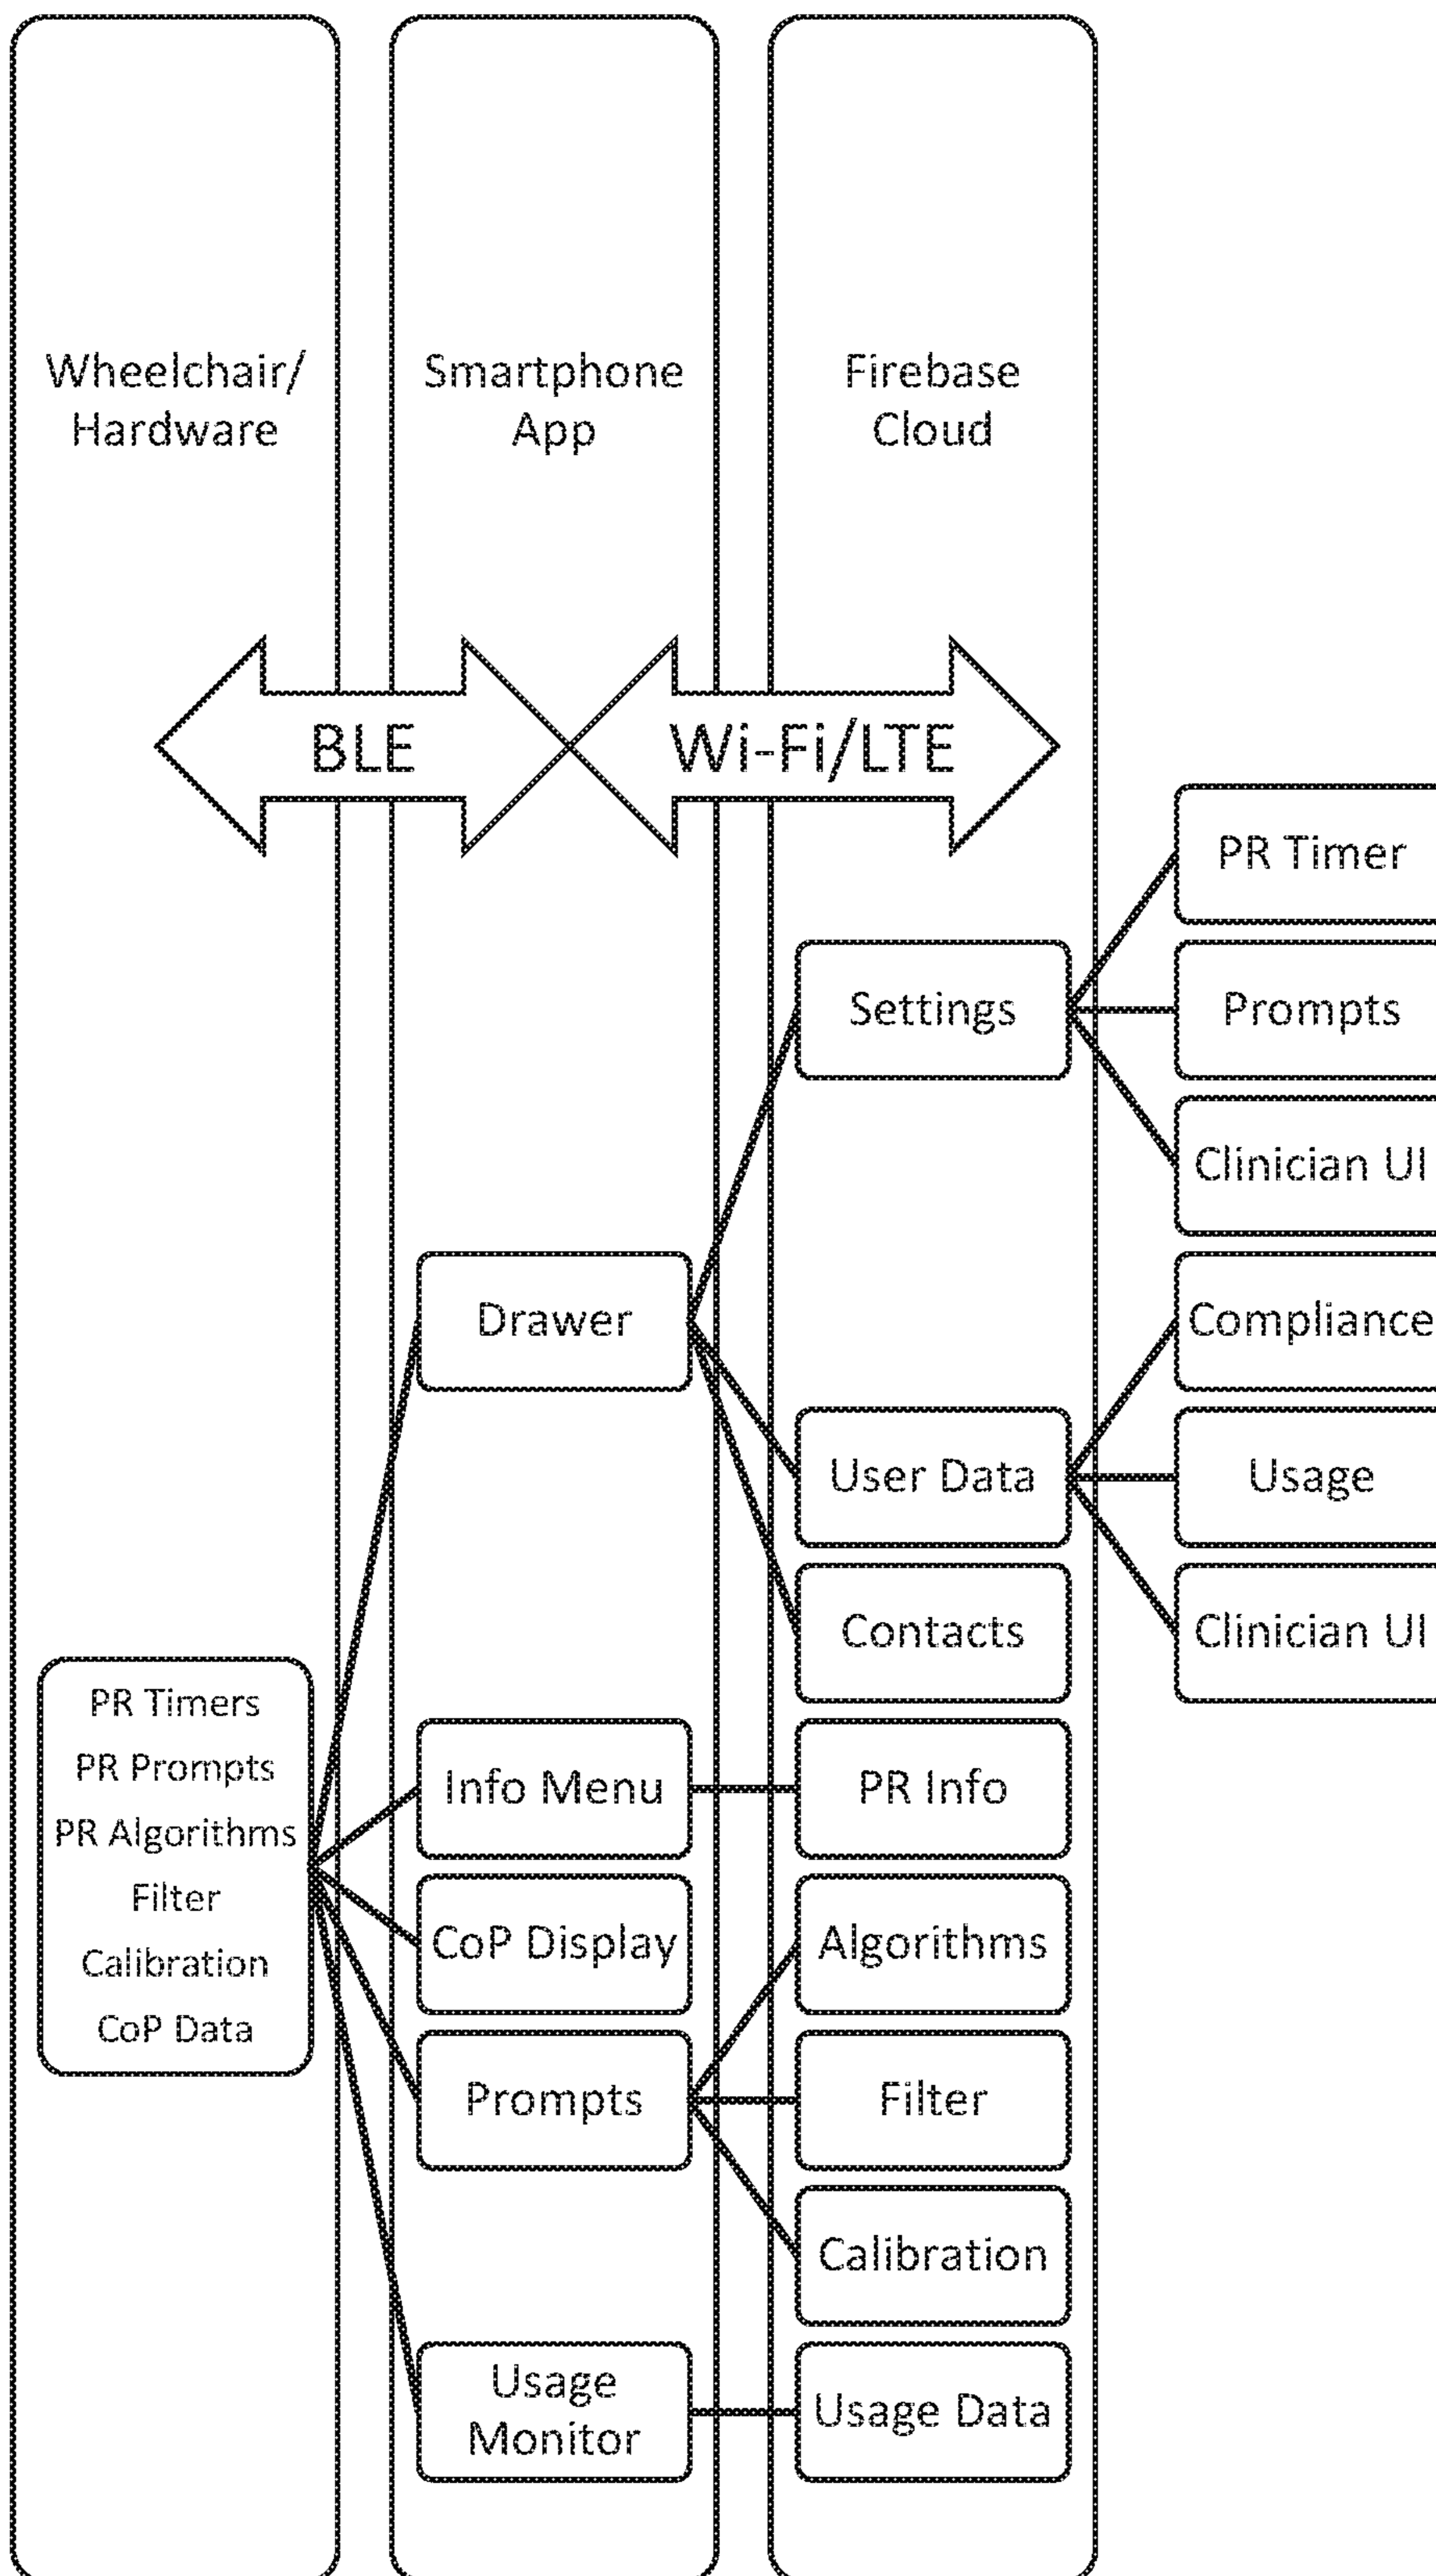 Wheelchair/
Hardware
Smartphone
App
Firebase
Cloud
BLE
Wi-Fi/LTE
PR Timer
Settings
Prompts
Clinician UI
Drawer
Compliance
User Data
Usage
Contacts
Clinician UI
PR Timers
PR Prompts
PR Algorithms
Filter
Calibration
CoP Data
Info Menu
PR Info
CoP Display
Algorithms
Prompts
Filter
Calibration
Usage
Monitor
Usage Data